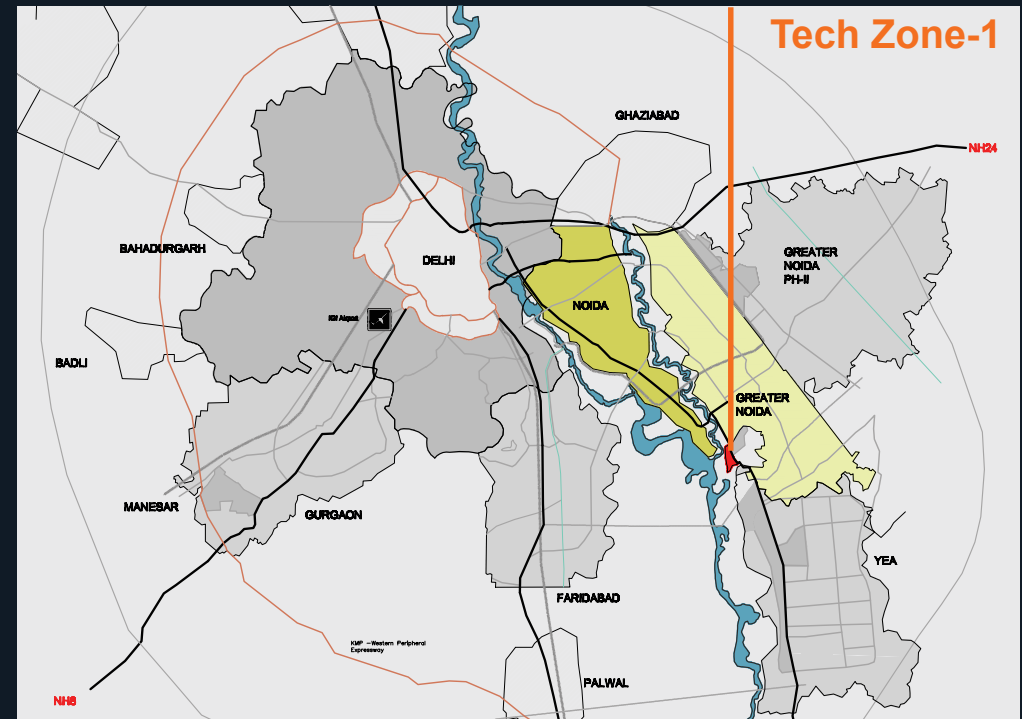 Tech Zone-1
GHAZIABAD
NH24
BAHADURGARH
DELHI
GREATER
NOIDA
PH-II
NOIDA
BADLI
GREATER
NOIDA
MANESAR
GURGAON
YEA
FARIDABAD
KMP -Western Peripheral
Expressway
PALWAL
NH8